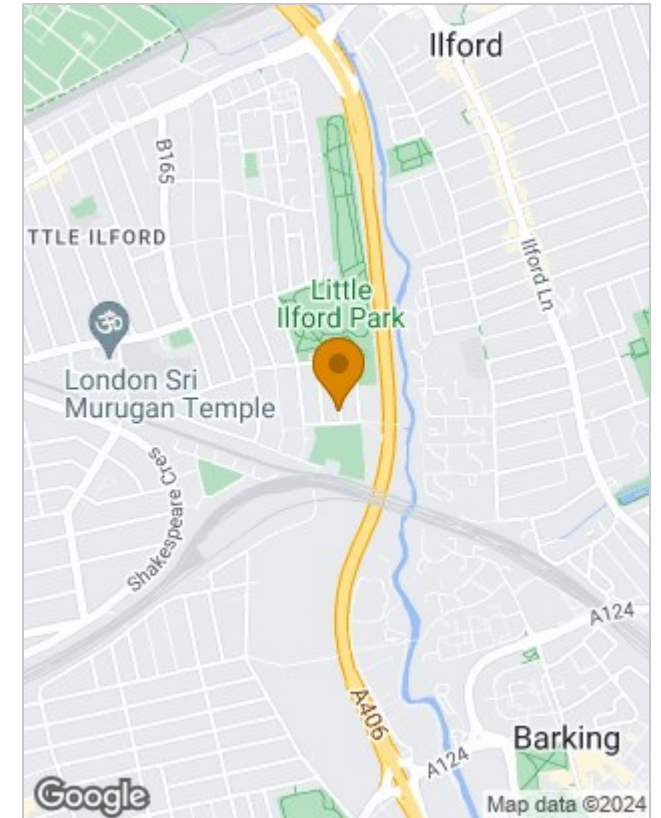 Ilford
B165
TTLE ILFORD
Ilford Ln
Little
Ilford Park
ॐ
London Sri
Murugan Temple
Shakespeare Cres
A124
A406
A124
Barking
Google
Map data ©2024